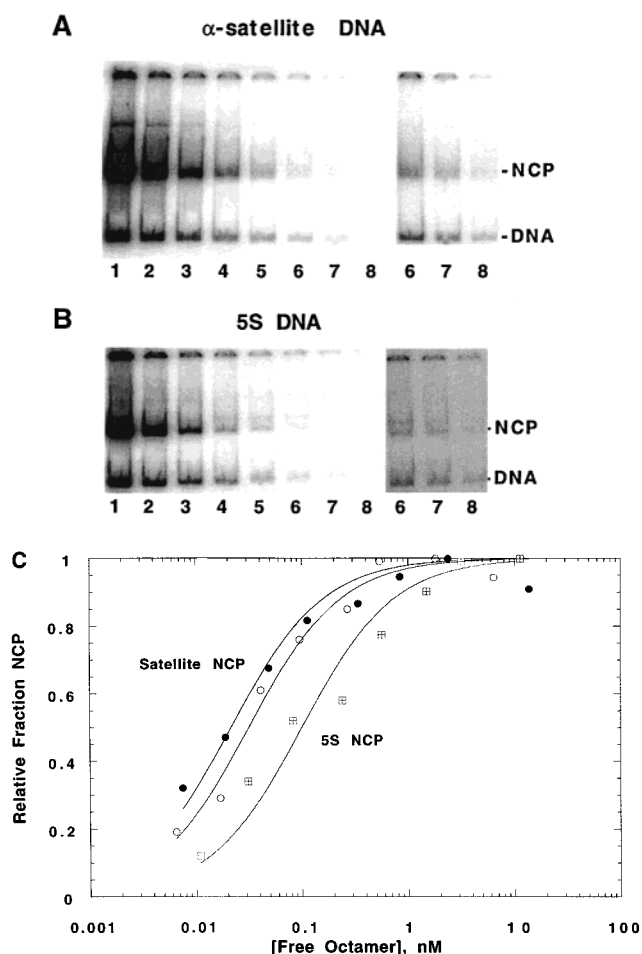 A
α-satellite DNA
-NCP
-DNA
1 2 3 4 5 6 7 8 6 7 8
B
5S DNA
-NCP
-DNA
1 2 3 4 5 6 7 8 6 7 8
C
1
0.8
0.6
0.4
0.2
0
Relative Fraction NCP
Satellite NCP
5S NCP
0.001 0.01 0.1 1 10 100
[Free Octamer], nM